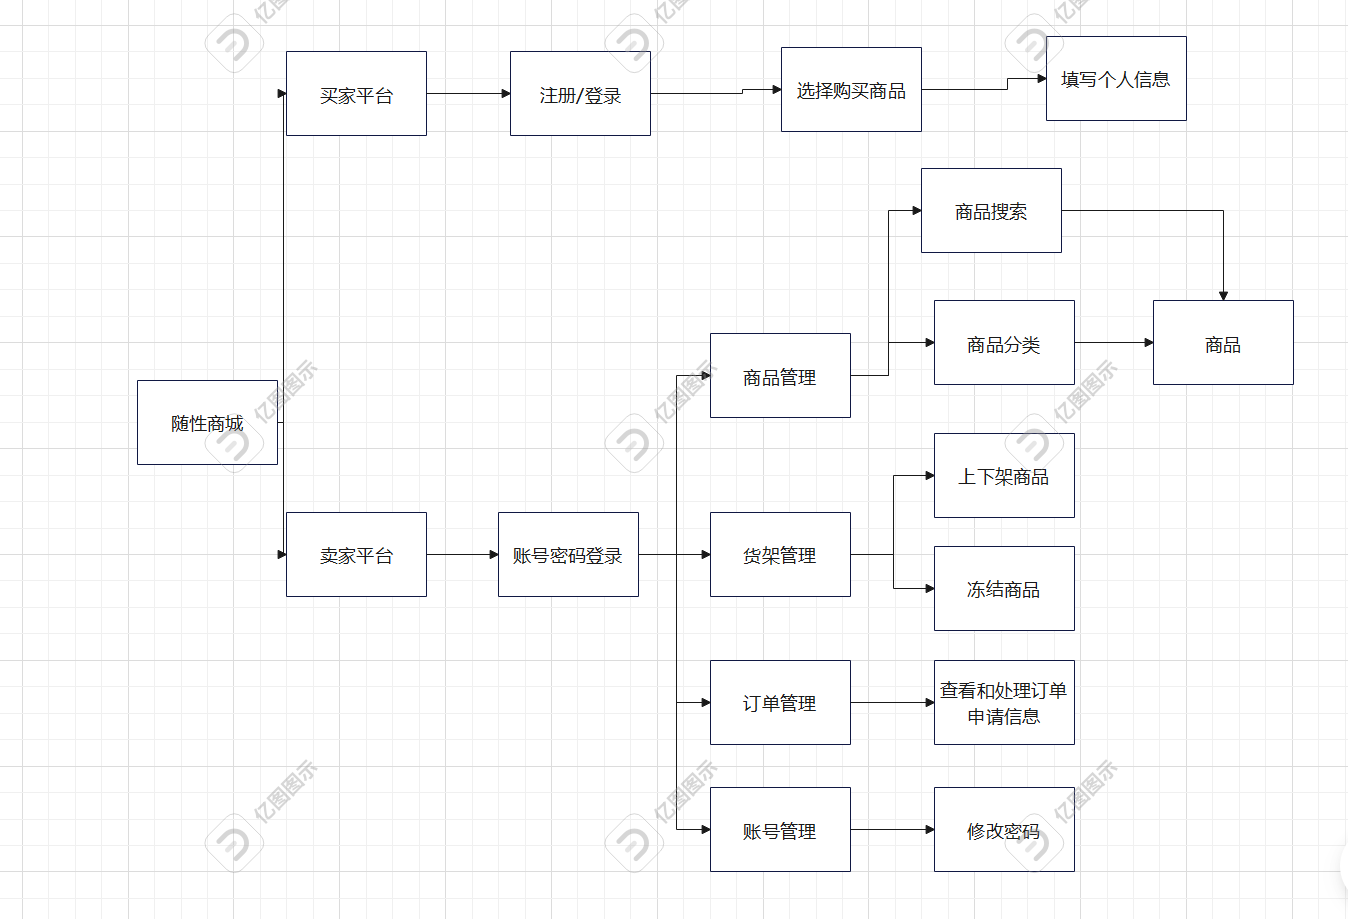 亿图图示
亿图图示
亿图图示
买家平台
注册/登录
选择购买商品
填写个人信息
商品搜索
商品分类
商品
商品管理
亿图图示
亿图图示
亿图图示
随性商城
上下架商品
卖家平台
账号密码登录
货架管理
冻结商品
订单管理
查看和处理订单
申请信息
亿图图示
亿图图示
亿图图示
账号管理
修改密码